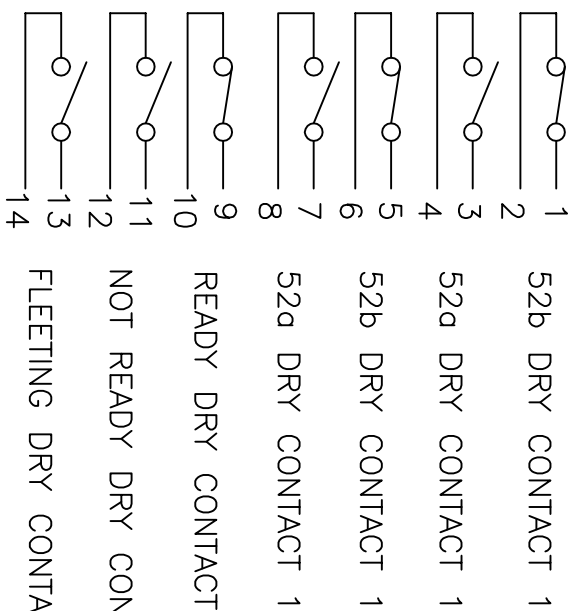 1
52b DRY CONTACT 1
2
3
52a DRY CONTACT 1
4
5
52b DRY CONTACT 1
6
7
52a DRY CONTACT 1
8
9
READY DRY CONTACT
10
11
NOT READY DRY CON
12
13
FLEETING DRY CONTA
14